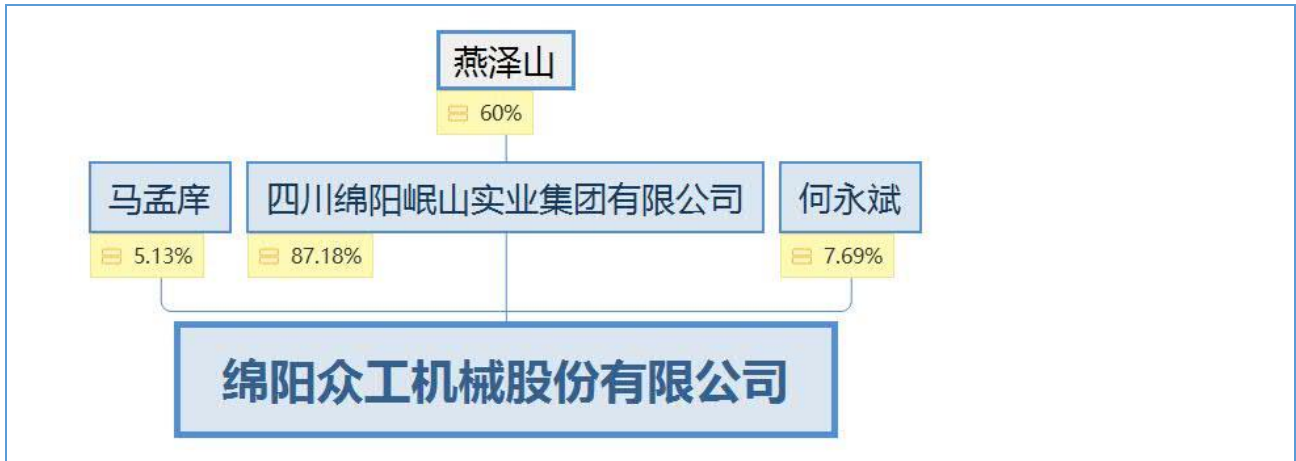 燕泽山
60%
马孟庠
四川绵阳岷山实业集团有限公司
何永斌
5.13%
87.18%
7.69%
绵阳众工机械股份有限公司